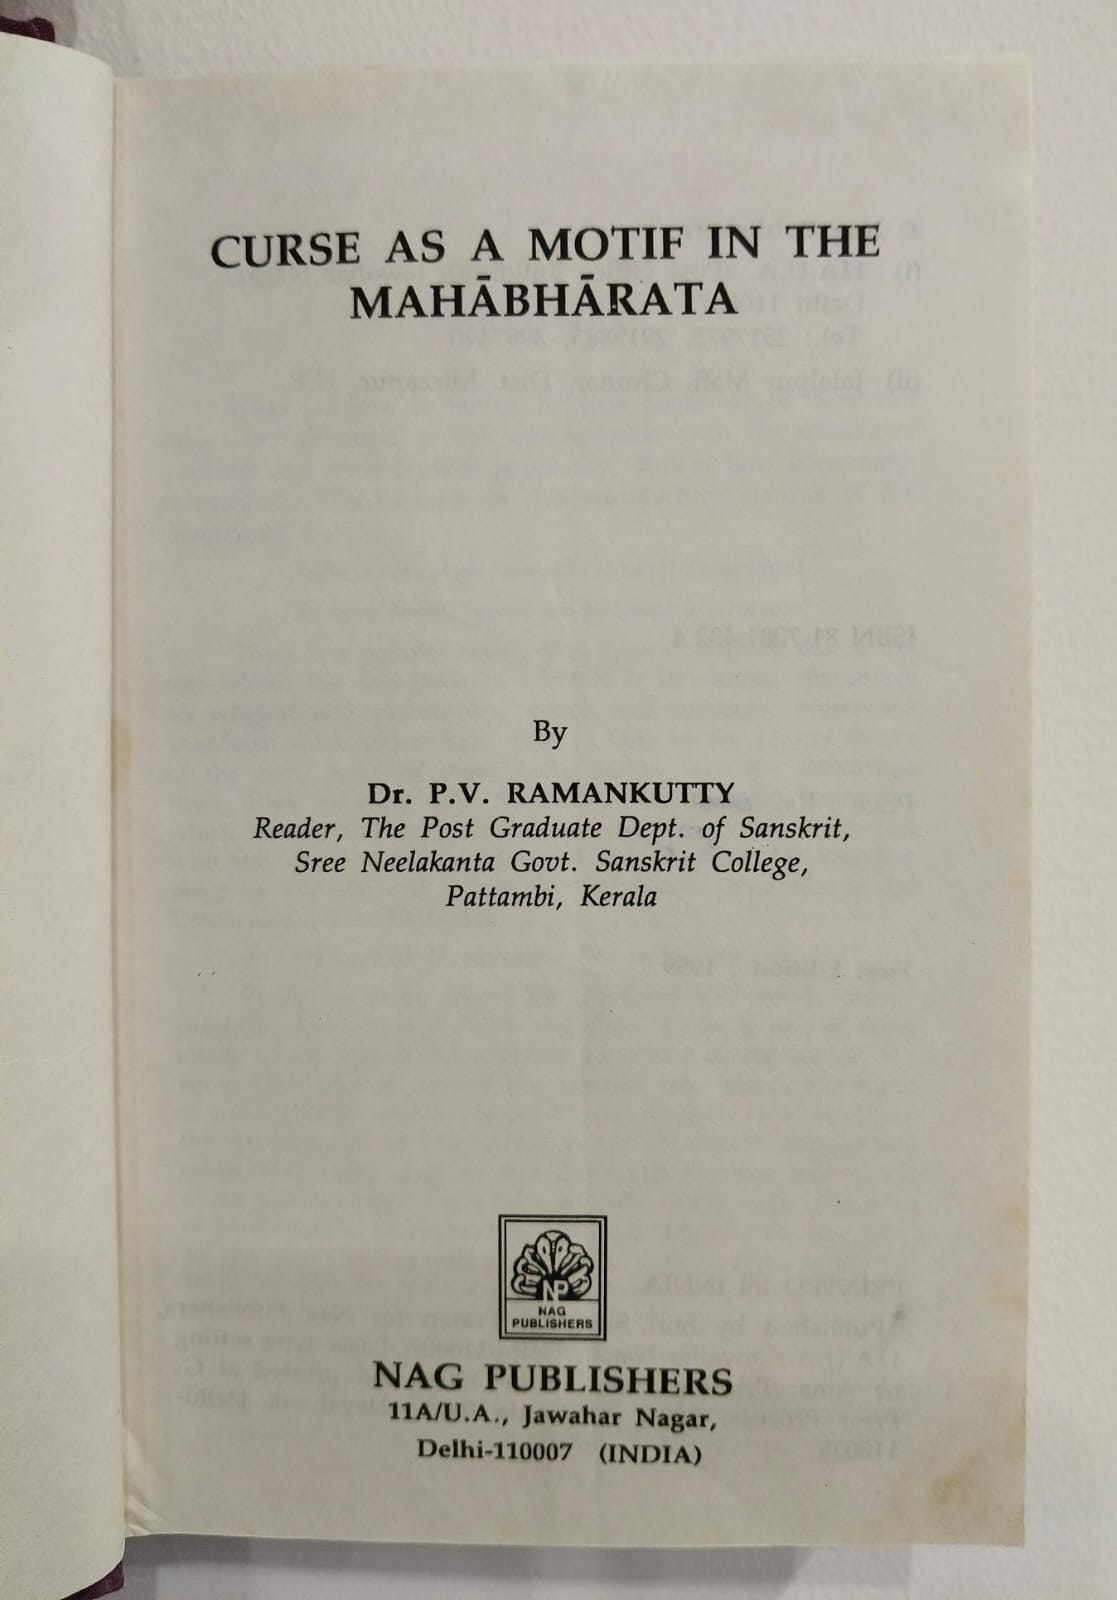 CURSE AS A MOTIF IN THE
MAHĀBHĀRATA
By
Dr. P.V. RAMANKUTTY
Reader, The Post Graduate Dept. of Sanskrit,
Sree Neelakanta Govt. Sanskrit College,
Pattambi, Kerala
NP
NAG
PUBLISHERS
NAG PUBLISHERS
11A/U.A., Jawahar Nagar,
Delhi-110007 (INDIA)